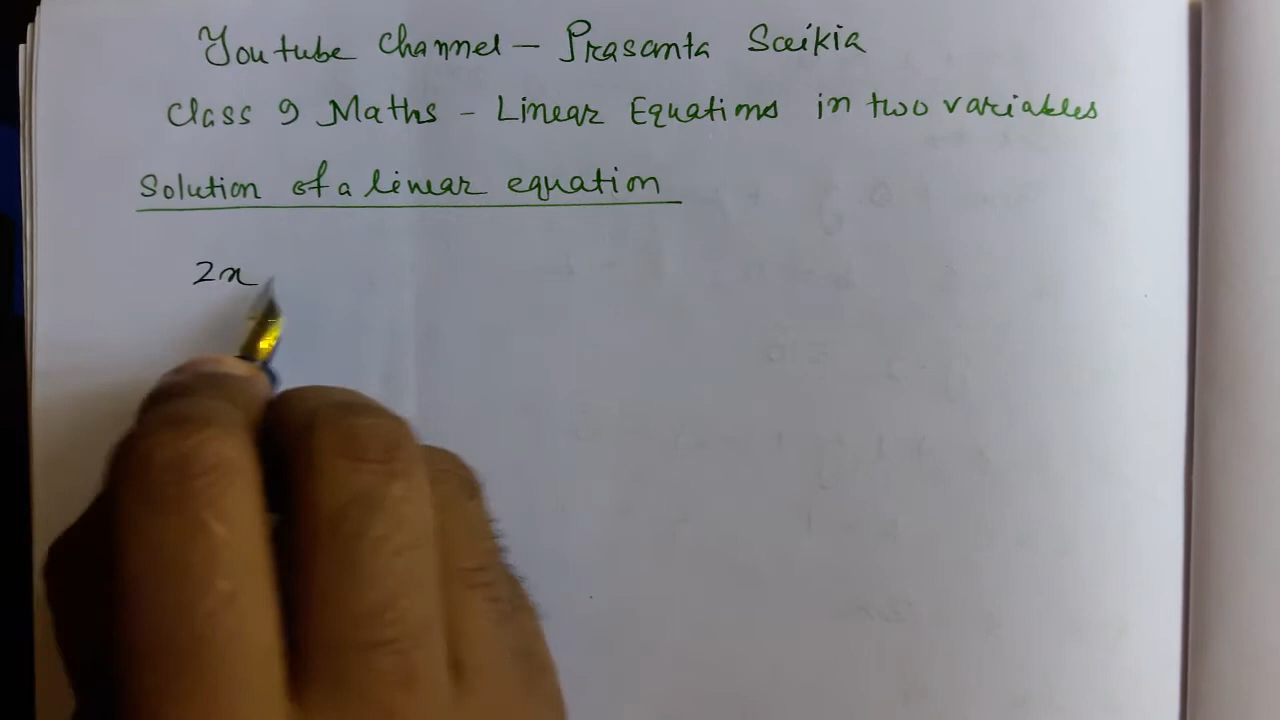 Youtube Channel - Prasanta Saikia
Class 9 Maths - Linear Equations in two variables
Solution of a linear equation
2x